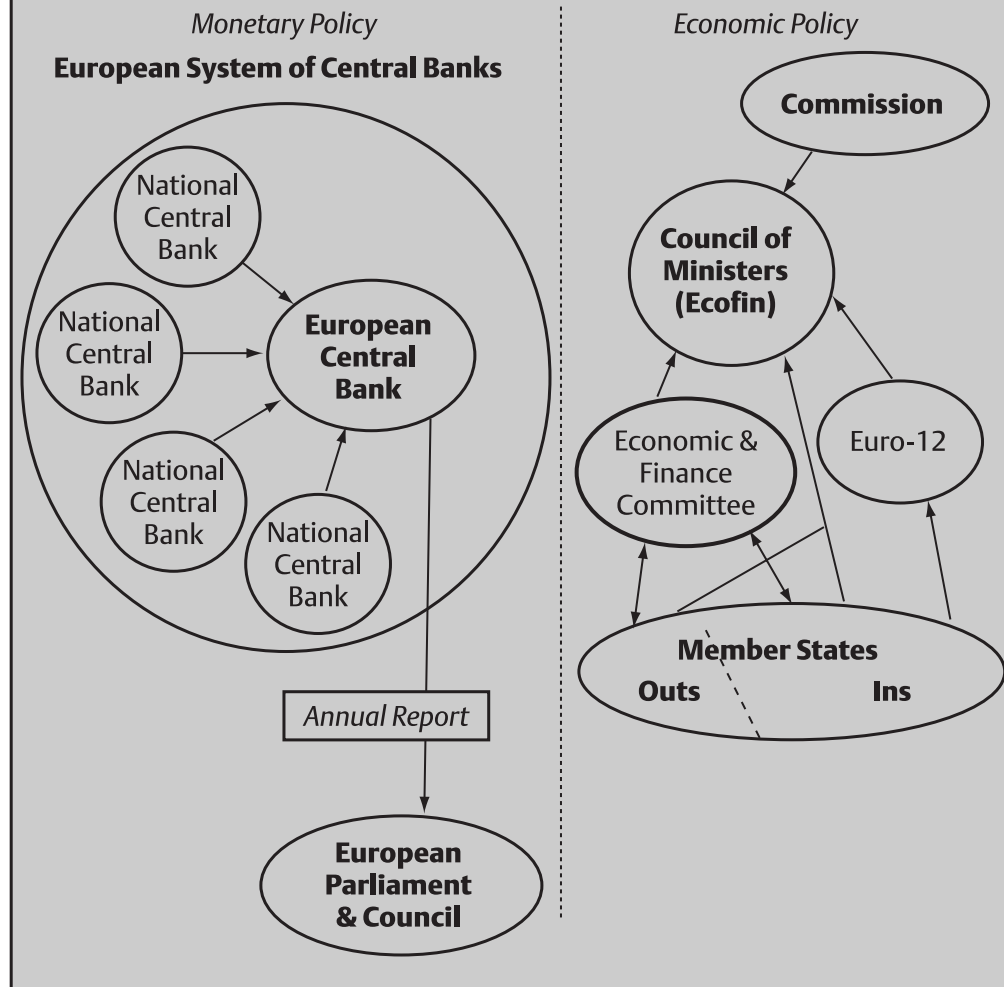 Monetary Policy
European System of Central Banks
National
Central
Bank
National
Central
Bank
National
Central
Bank
National
Central
Bank
European
Central
Bank
Annual Report
European
Parliament
& Council
Economic Policy
Commission
Council of
Ministers
(Ecofin)
Economic &
Finance
Committee
Euro-12
Member States
Outs Ins